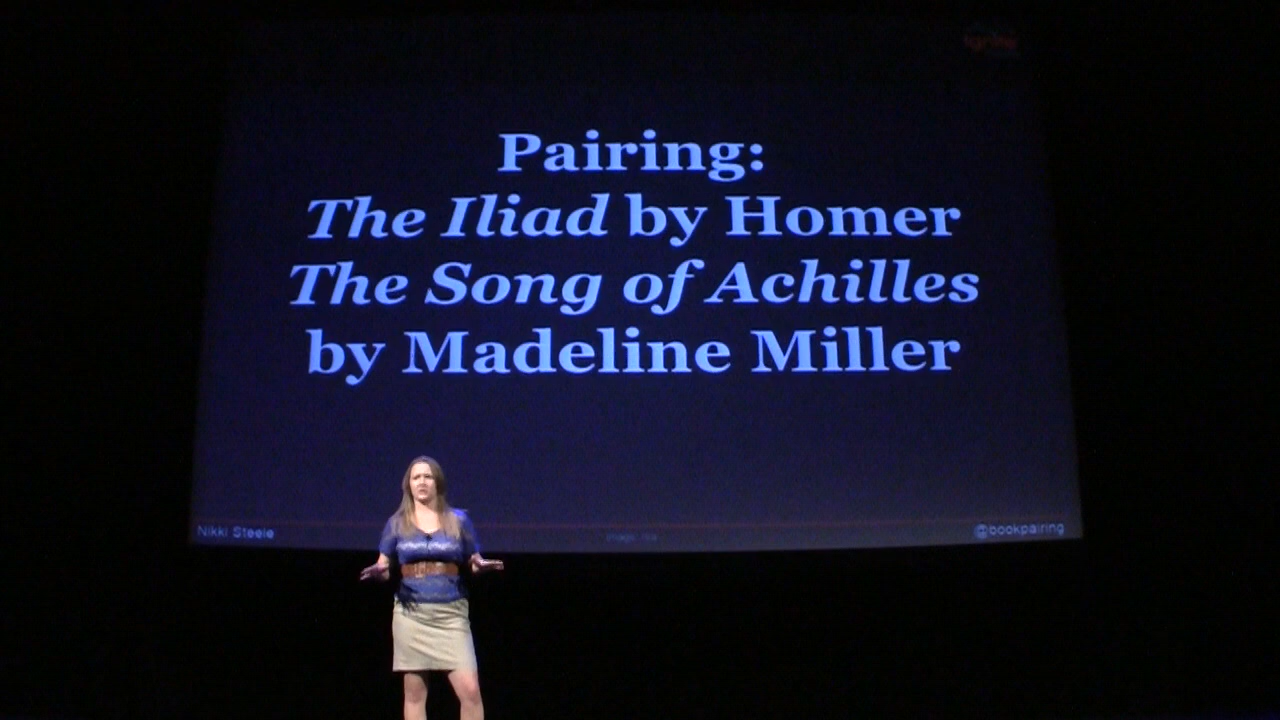 Pairing:
The Iliad by Homer
The Song of Achilles
by Madeline Miller
Nikki Steele
@bookpairing